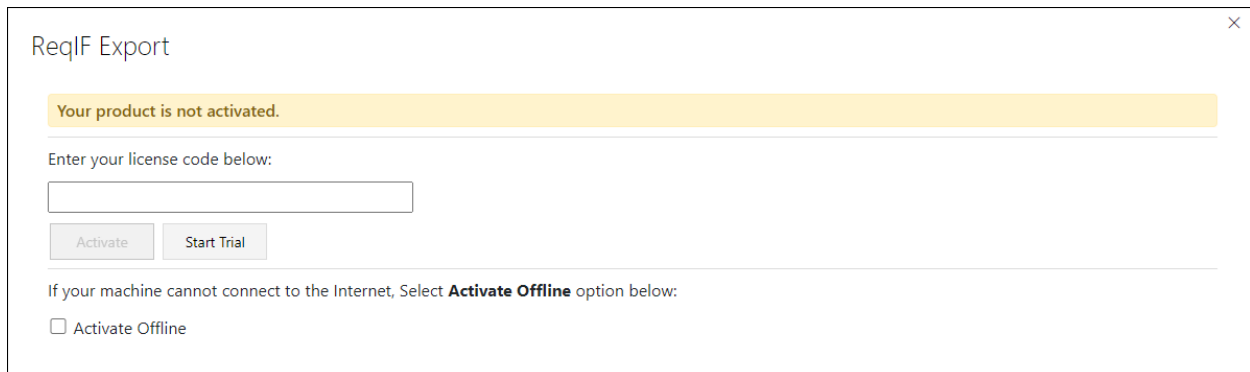 ReqIF Export
Your product is not activated.
Enter your license code below:
Activate Start Trial
If your machine cannot connect to the Internet, Select Activate Offline option below:
Activate Offline